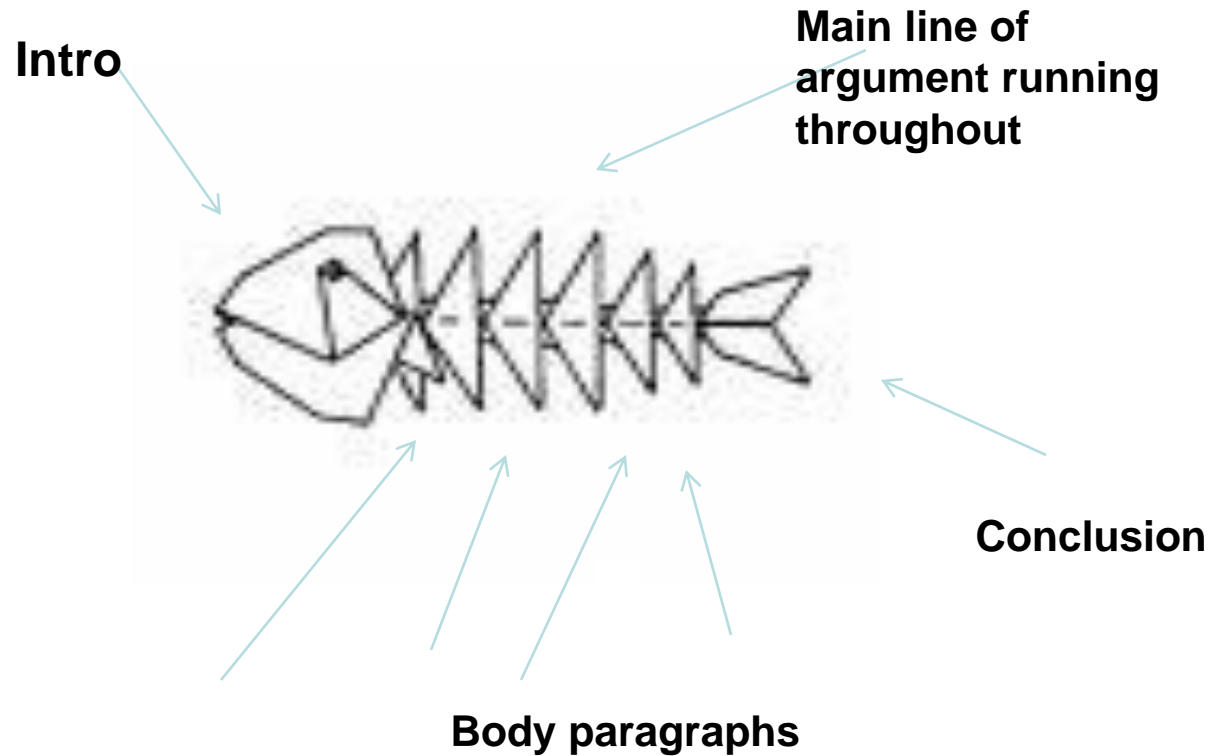 Intro
Main line of
argument running
throughout
Conclusion
Body paragraphs